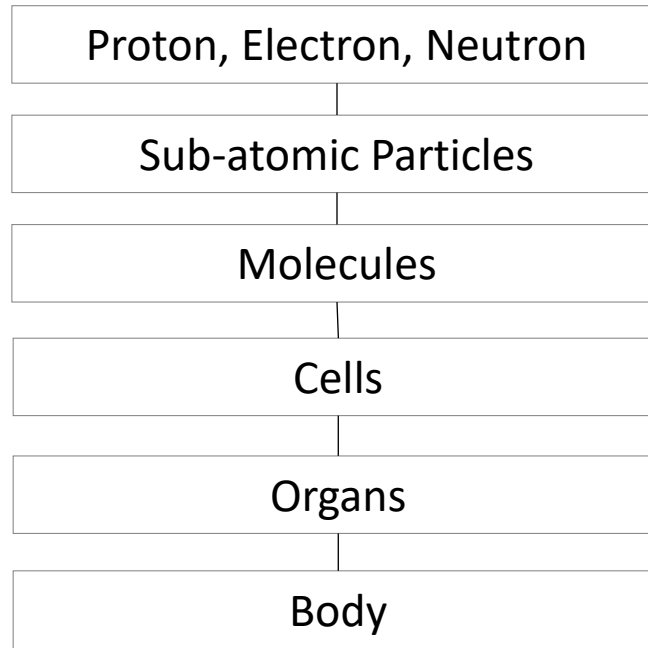 Proton, Electron, Neutron
Sub-atomic Particles
Molecules
Cells
Organs
Body